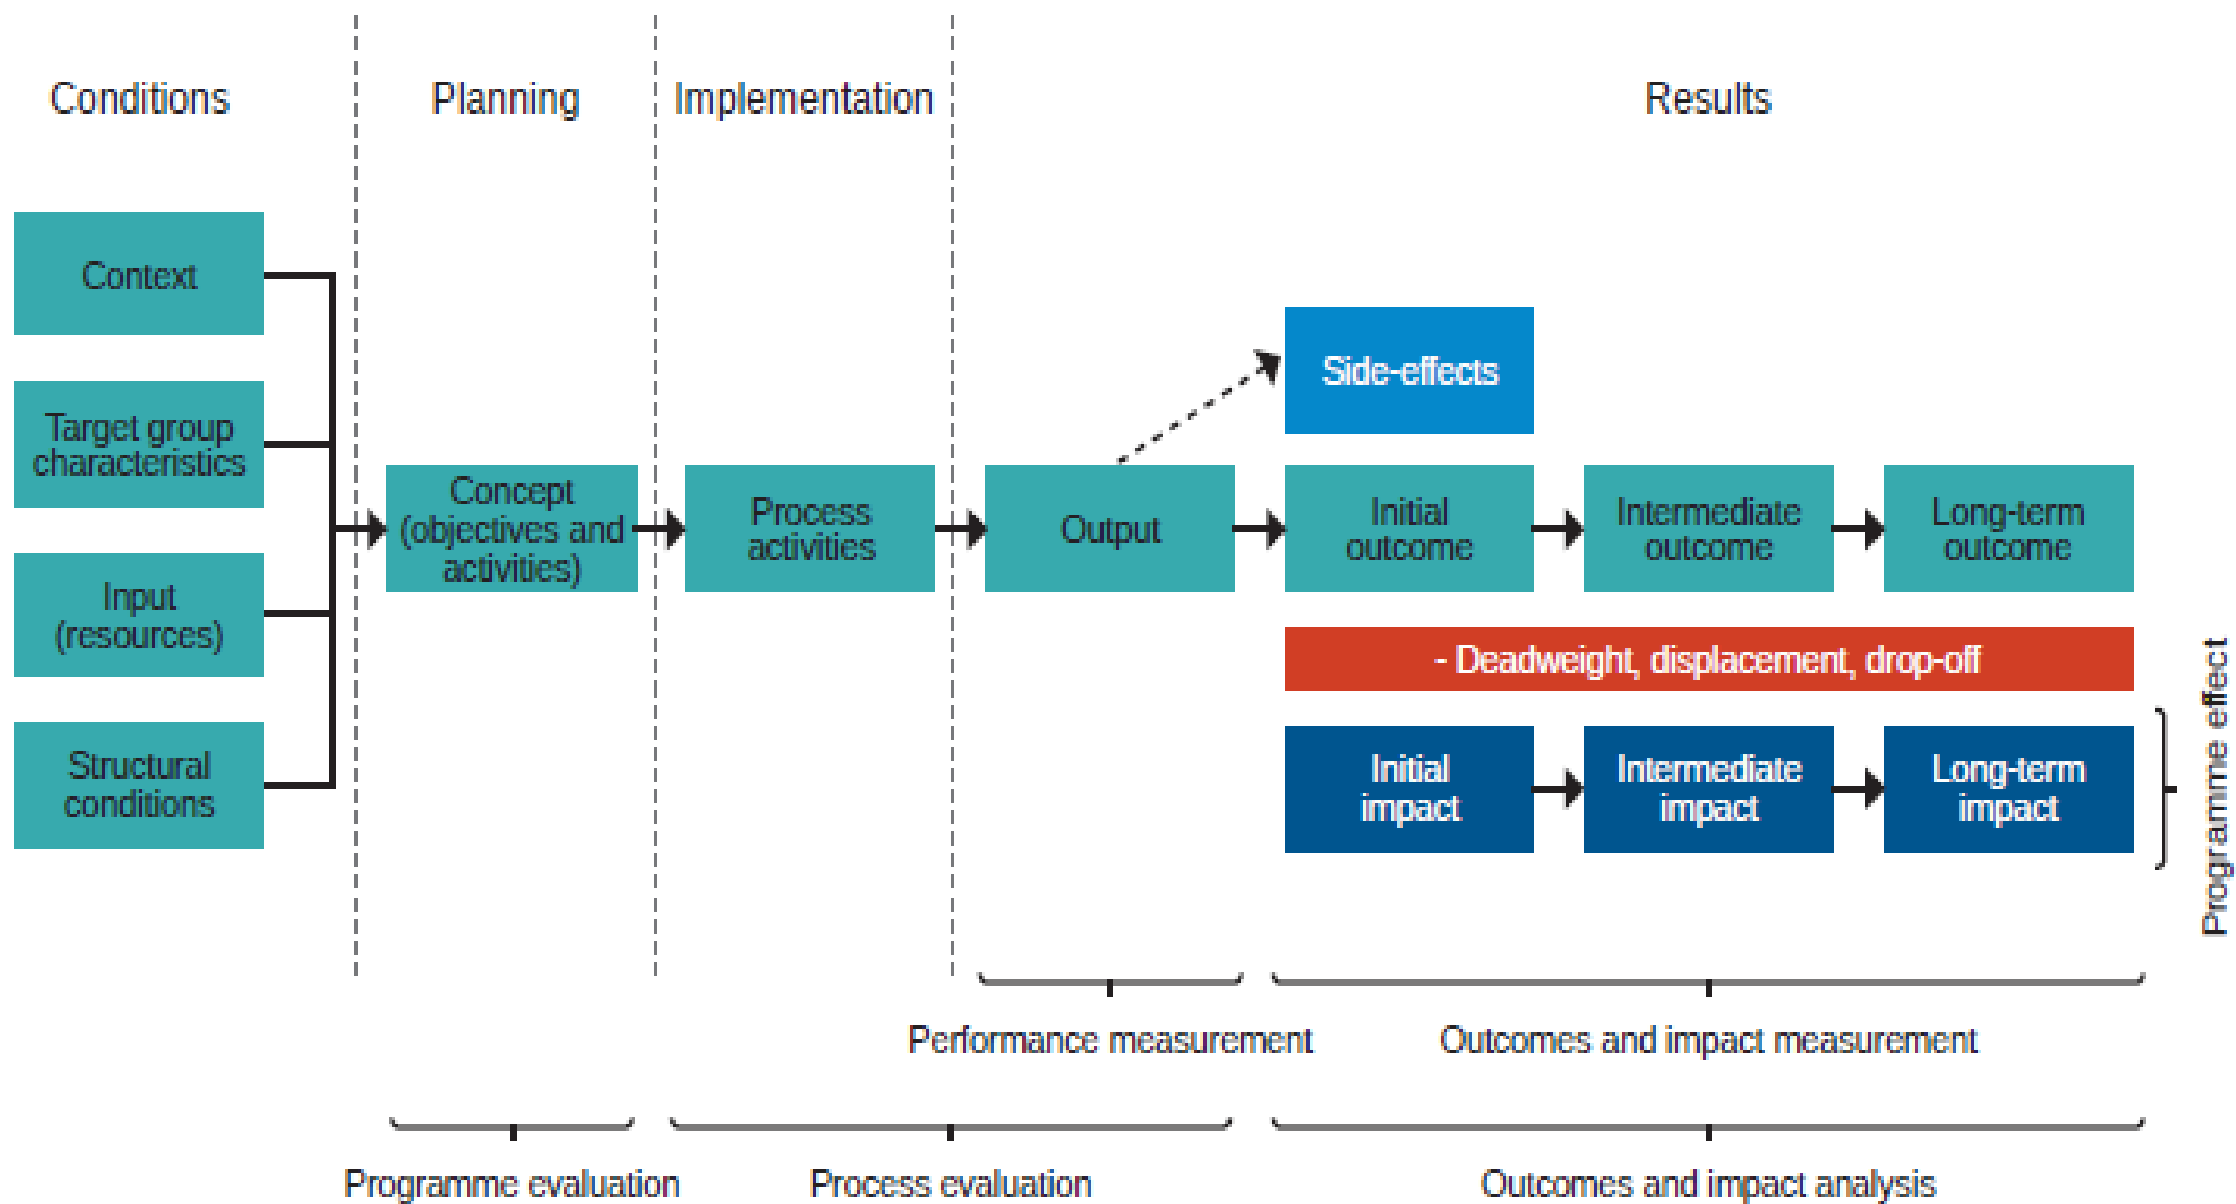 Conditions
Planning
Implementation
Results
Context
Target group
characteristics
Input
(resources)
Structural
conditions
Concept
(objectives and
activities)
Process
activities
Output
Side-effects
Initial
outcome
Intermediate
outcome
Long-term
outcome
- Deadweight, displacement, drop-off
Initial
impact
Intermediate
impact
Long-term
impact
Programme effect
Performance measurement
Outcomes and impact measurement
Programme evaluation
Process evaluation
Outcomes and impact analysis